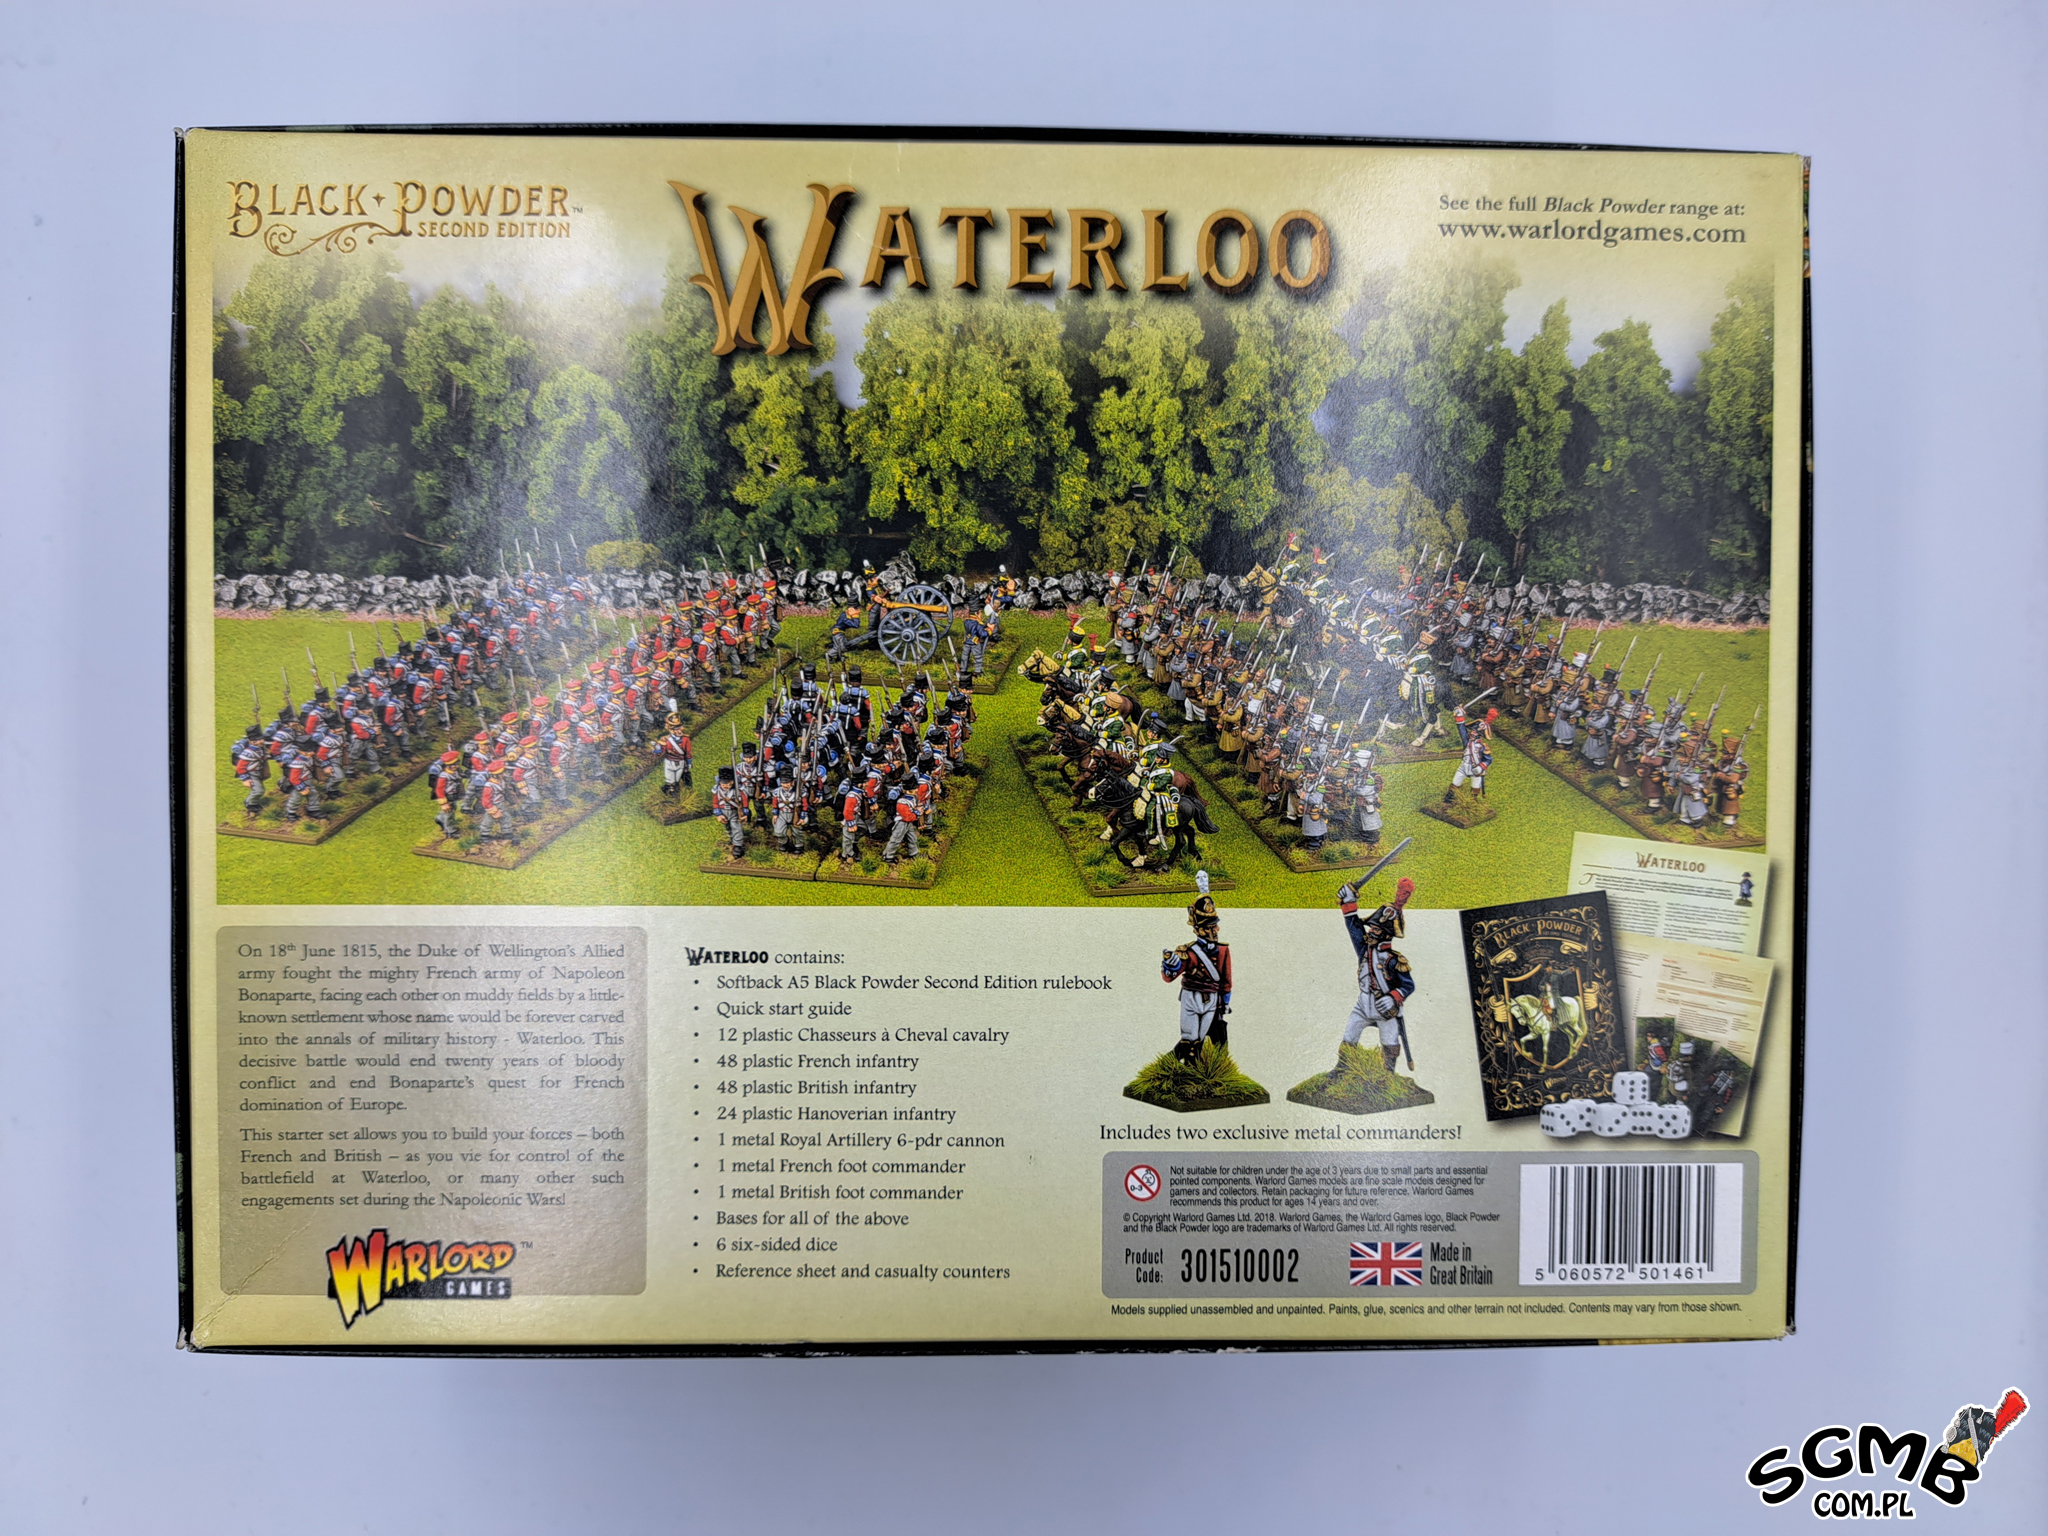 BLACK POWDER™
SECOND EDITION
WATERLOO
See the full Black Powder range at:
www.warlordgames.com
On 18th June 1815, the Duke of Wellington's Allied
army fought the mighty French army of Napoleon
Bonaparte, facing each other on muddy fields by a little-
known settlement whose name would be forever carved
into the annals of military history - Waterloo. This
decisive battle would end twenty years of bloody
conflict and end Bonaparte's quest for French
domination of Europe.
This starter set allows you to build your forces – both
French and British – as you vie for control of the
battlefield at Waterloo, or many other such
engagements set during the Napoleonic Wars!
WARLORD™
GAMES
WATERLOO contains:
• Softback A5 Black Powder Second Edition rulebook
• Quick start guide
• 12 plastic Chasseurs à Cheval cavalry
• 48 plastic French infantry
• 48 plastic British infantry
• 24 plastic Hanoverian infantry
• 1 metal Royal Artillery 6-pdr cannon
• 1 metal French foot commander
• 1 metal British foot commander
• Bases for all of the above
• 6 six-sided dice
• Reference sheet and casualty counters
WATERLOO
BLACK POWDER
Includes two exclusive metal commanders!
0-3
Not suitable for children under the age of 3 years due to small parts and essential
pointed components. Warlord Games models are fine scale models designed for
gamers and collectors. Retain packaging for future reference. Warlord Games
recommends this product for ages 14 years and over.
© Copyright Warlord Games Ltd. 2018. Warlord Games, the Warlord Games logo, Black Powder
and the Black Powder logo are trademarks of Warlord Games Ltd. All rights reserved.
Product
Code: 301510002
Made in
Great Britain
5 060572 501461
Models supplied unassembled and unpainted. Paints, glue, scenics and other terrain not included. Contents may vary from those shown.
SGMB
COM.PL